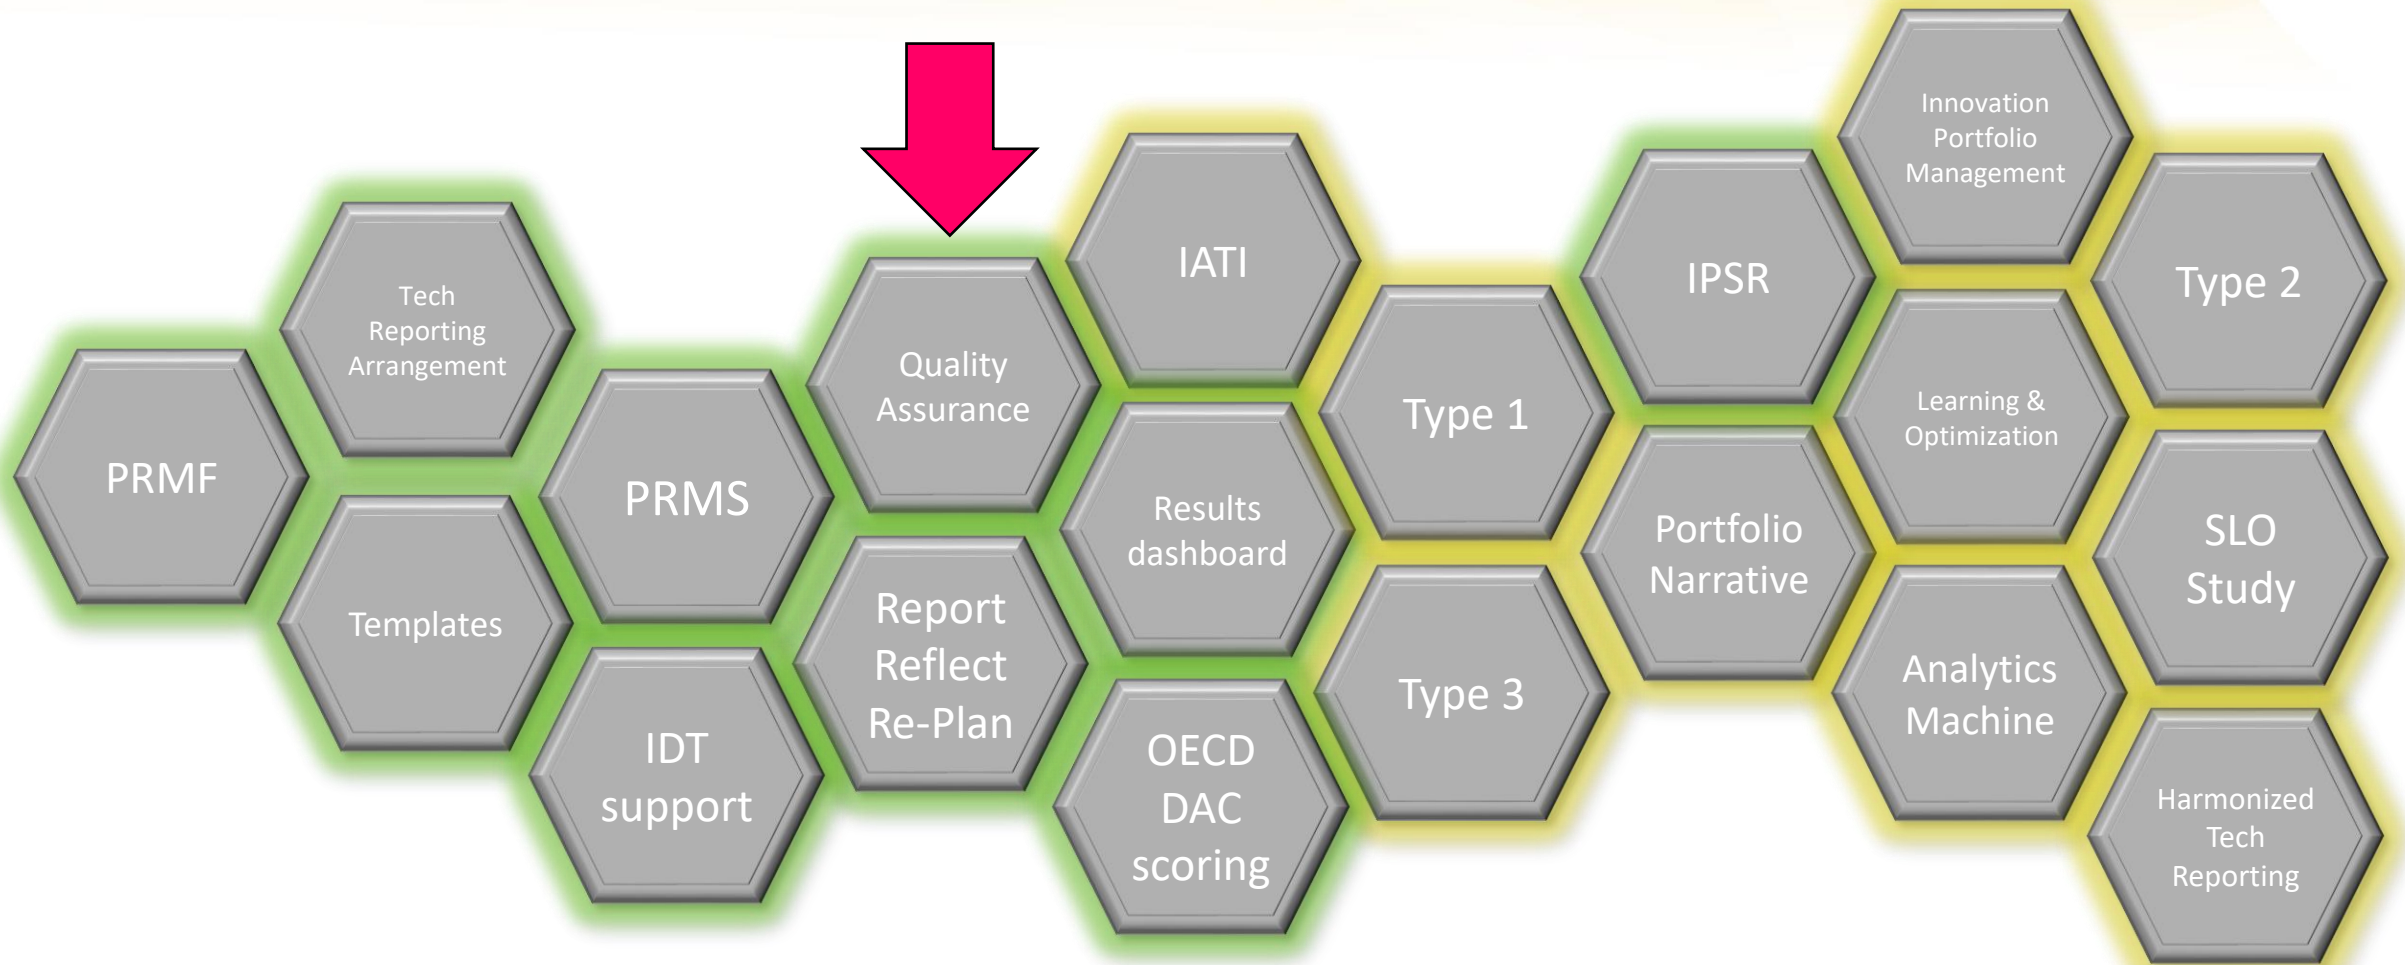 PRMF
Tech
Reporting
Arrangement
Templates
PRMS
IDT
support
Quality
Assurance
Report
Reflect
Re-Plan
IATI
Results
dashboard
OECD
DAC
scoring
Type 1
Type 3
IPSR
Portfolio
Narrative
Innovation
Portfolio
Management
Learning &
Optimization
Analytics
Machine
Type 2
SLO
Study
Harmonized
Tech
Reporting